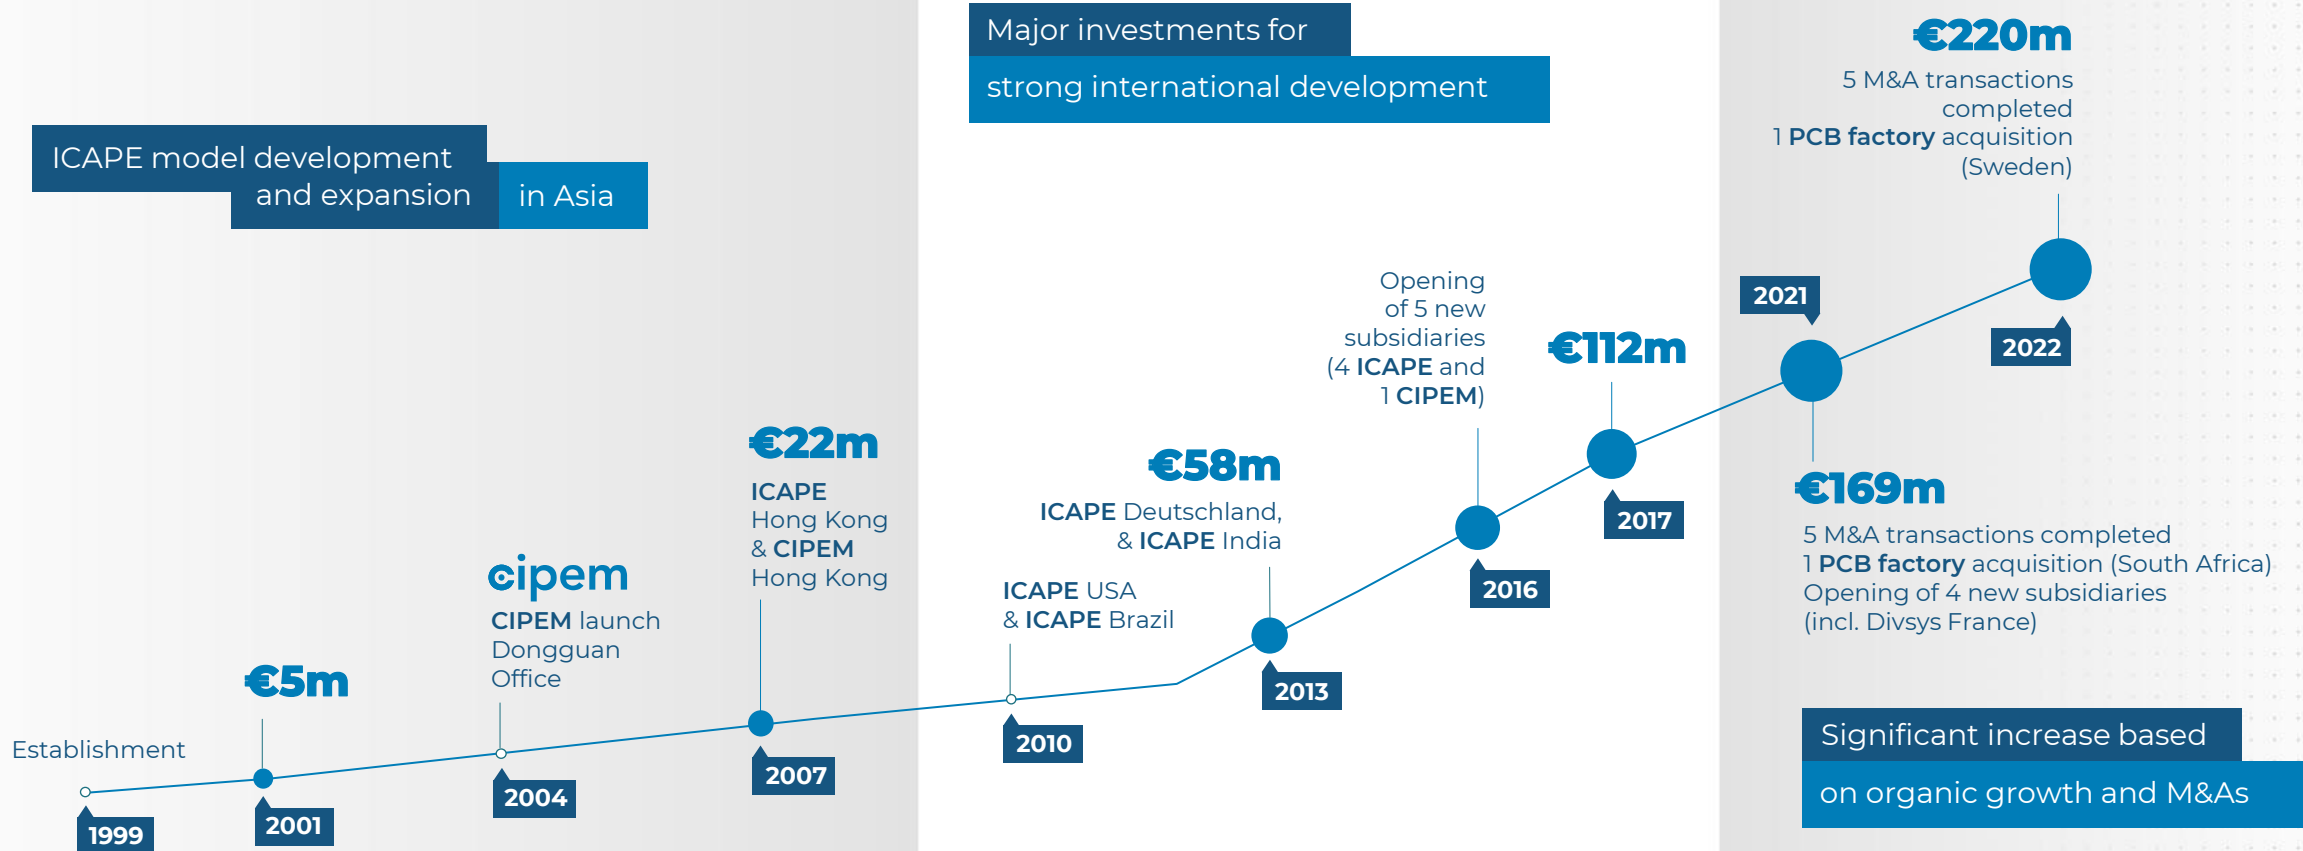 ICAPE model development
and expansion
in Asia
Establishment
1999
€5m
2001
cipem
CIPEM launch
Dongguan
Office
2004
€22m
ICAPE
Hong Kong
& CIPEM
Hong Kong
2007
Major investments for
strong international development
ICAPE USA
& ICAPE Brazil
2010
€58m
ICAPE Deutschland,
& ICAPE India
2013
Opening
of 5 new
subsidiaries
(4 ICAPE and
1 CIPEM)
2016
€112m
2017
2021
€169m
5 M&A transactions completed
1 PCB factory acquisition (South Africa)
Opening of 4 new subsidiaries
(incl. Divsys France)
€220m
5 M&A transactions
completed
1 PCB factory acquisition
(Sweden)
2022
Significant increase based
on organic growth and M&As